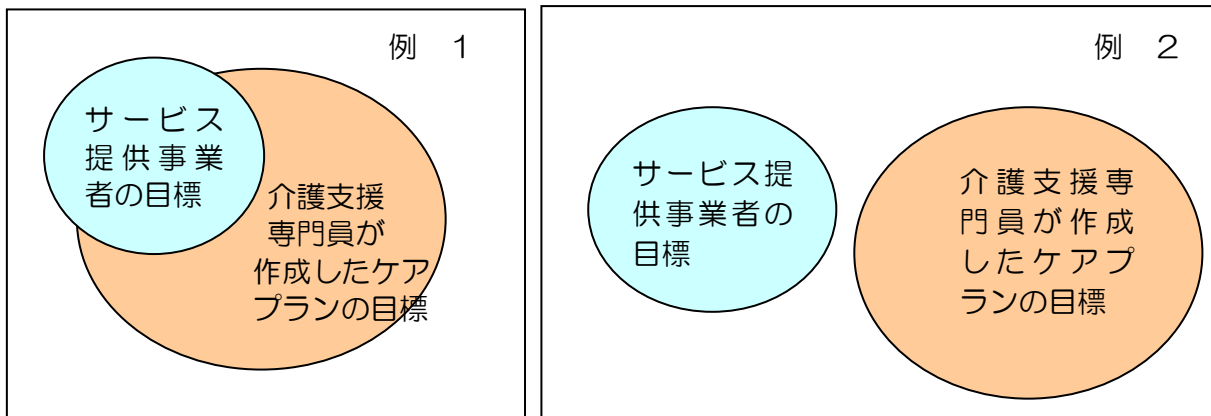 例　１
サービス
提供事業
者の目標
介護支援
専門員が
作成したケア
プランの目標
例　２
サービス提
供事業者の
目標
介護支援専
門員が作成
したケアプ
ランの目標